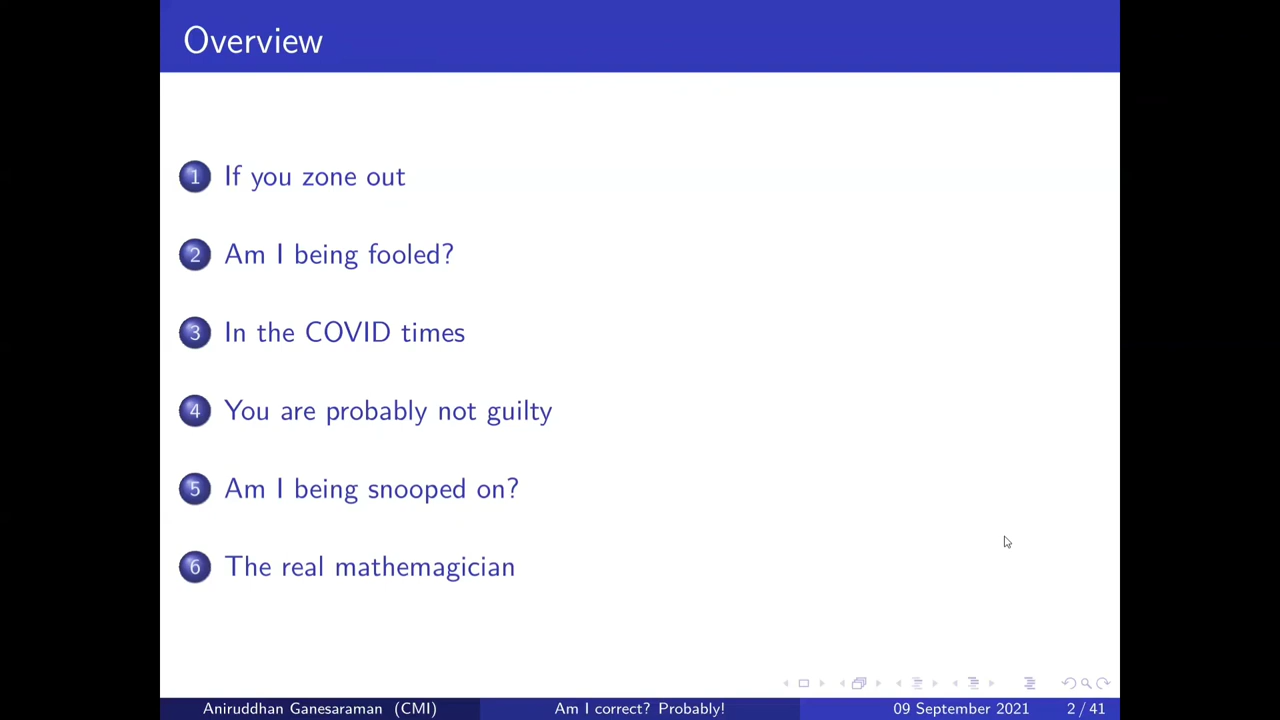 Overview
1 If you zone out
2 Am I being fooled?
3 In the COVID times
4 You are probably not guilty
5 Am I being snooped on?
6 The real mathemagician
Aniruddhan Ganesaraman (CMI) Am I correct? Probably! 09 September 2021 2 / 41